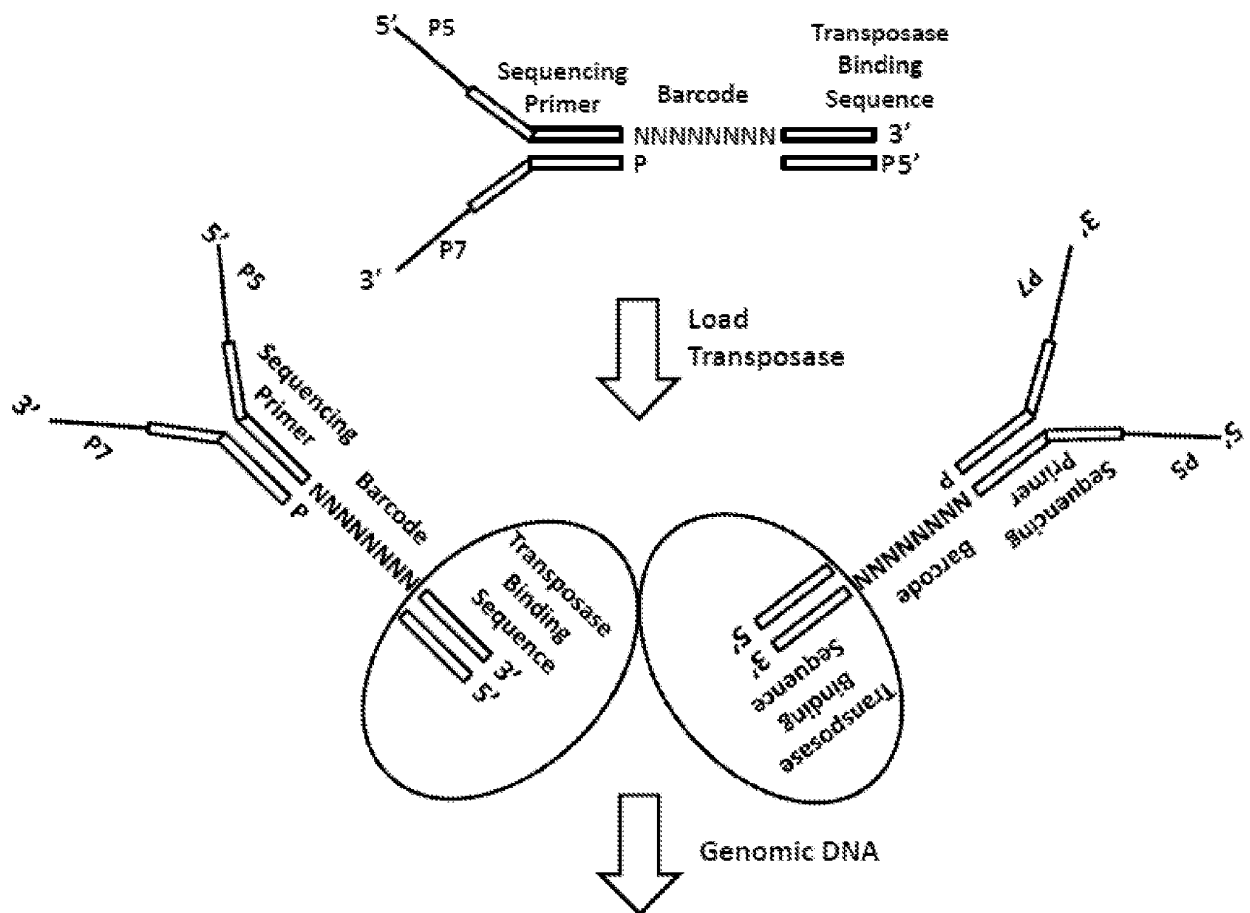 5’
P5
Sequencing
Primer
Barcode
Transposase
Binding
Sequence
NNNNNNNN
3’
P
P5’
P7
3’
Load
Transposase
5’
P5
Sequencing
Primer
3’
P7
P
Barcode
NNNNNNNNN
Transposase
Binding
Sequence
3’
5’
3’
P7
5’
P5
P
Sequencing
Primer
NNNNNNNNN
Barcode
5’
3’
Transposase
Binding
Sequence
Genomic DNA